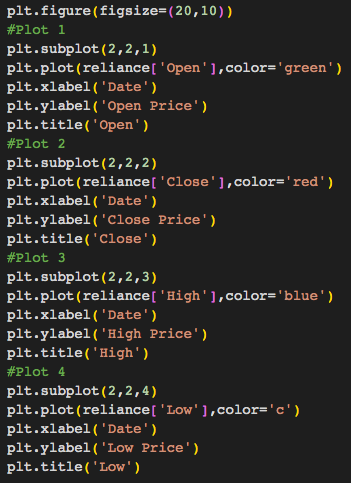 plt.figure(figsize=(20,10))
#Plot 1
plt.subplot(2,2,1)
plt.plot(reliance['Open'],color='green')
plt.xlabel('Date')
plt.ylabel('Open Price')
plt.title('Open')
#Plot 2
plt.subplot(2,2,2)
plt.plot(reliance['Close'],color='red')
plt.xlabel('Date')
plt.ylabel('Close Price')
plt.title('Close')
#Plot 3
plt.subplot(2,2,3)
plt.plot(reliance['High'],color='blue')
plt.xlabel('Date')
plt.ylabel('High Price')
plt.title('High')
#Plot 4
plt.subplot(2,2,4)
plt.plot(reliance['Low'],color='c')
plt.xlabel('Date')
plt.ylabel('Low Price')
plt.title('Low')